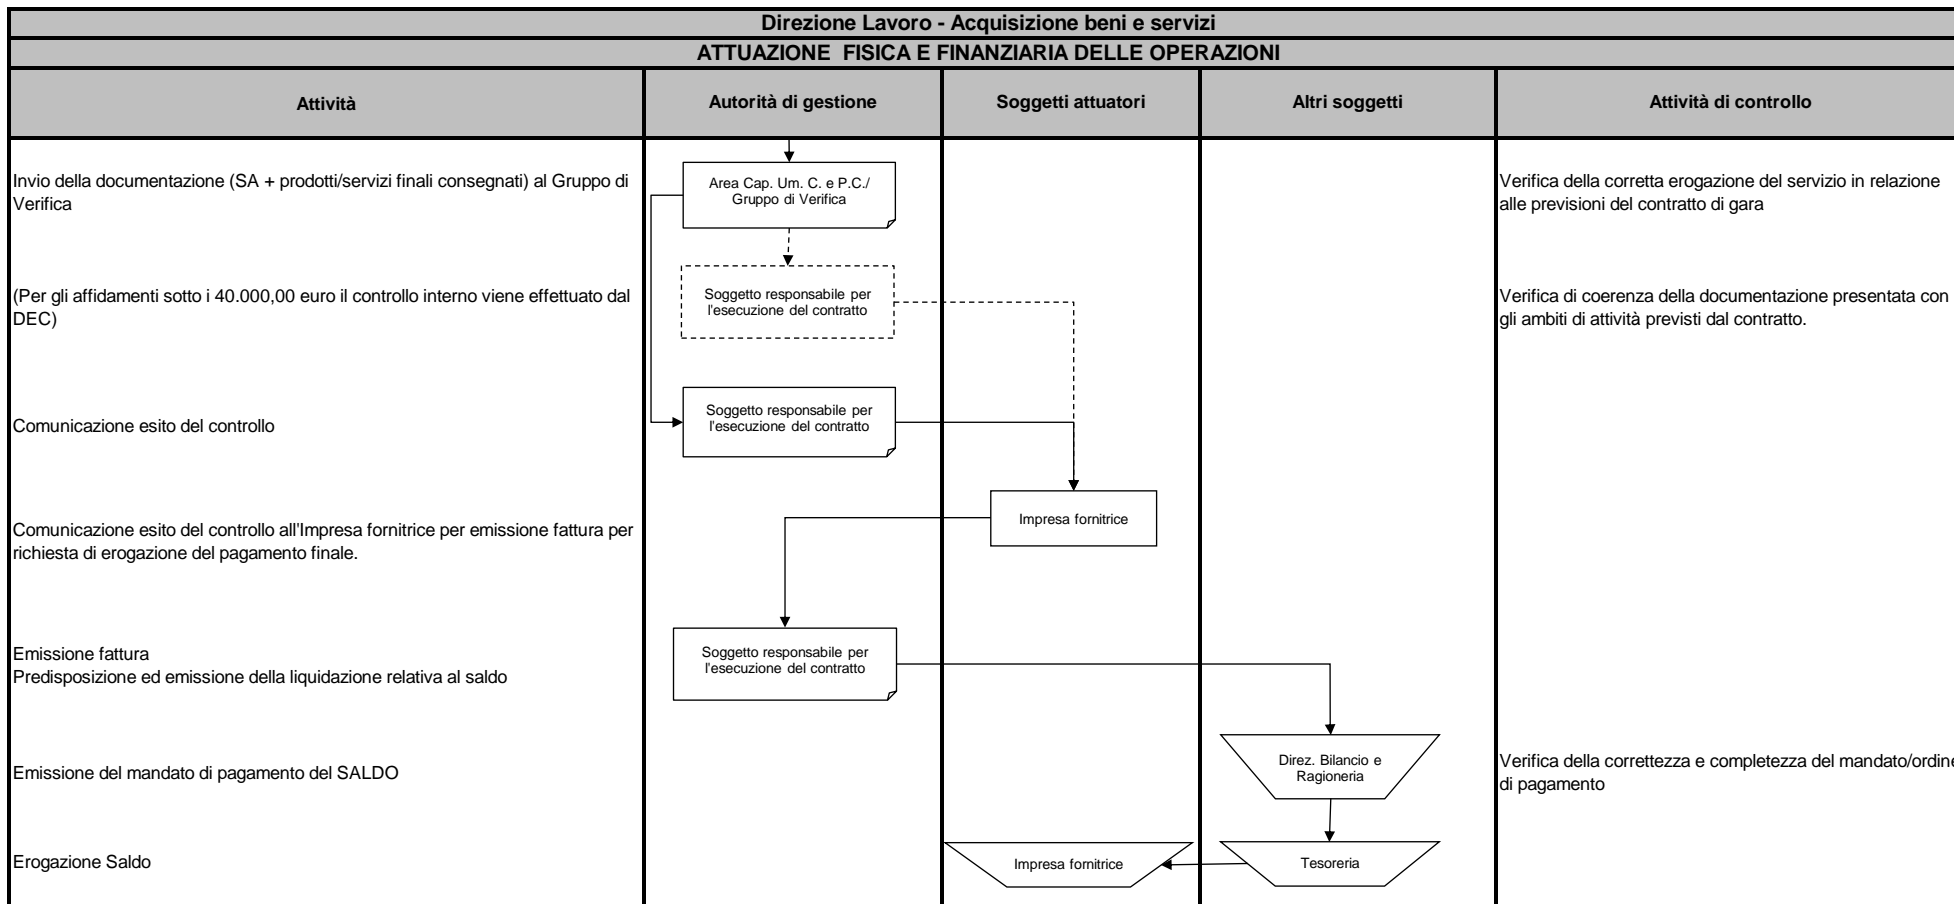 Direzione Lavoro - Acquisizione beni e servizi
ATTUAZIONE FISICA E FINANZIARIA DELLE OPERAZIONI
Attività
Autorità di gestione
Soggetti attuatori
Altri soggetti
Attività di controllo
Invio della documentazione (SA + prodotti/servizi finali consegnati) al Gruppo di
Verifica
Area Cap. Um. C. e P.C./
Gruppo di Verifica
Verifica della corretta erogazione del servizio in relazione
alle previsioni del contratto di gara
(Per gli affidamenti sotto i 40.000,00 euro il controllo interno viene effettuato dal
DEC)
Soggetto responsabile per
l'esecuzione del contratto
Verifica di coerenza della documentazione presentata con
gli ambiti di attività previsti dal contratto.
Comunicazione esito del controllo
Soggetto responsabile per
l'esecuzione del contratto
Comunicazione esito del controllo all'Impresa fornitrice per emissione fattura per
richiesta di erogazione del pagamento finale.
Impresa fornitrice
Emissione fattura
Predisposizione ed emissione della liquidazione relativa al saldo
Soggetto responsabile per
l'esecuzione del contratto
Emissione del mandato di pagamento del SALDO
Direz. Bilancio e
Ragioneria
Verifica della correttezza e completezza del mandato/ordine
di pagamento
Erogazione Saldo
Impresa fornitrice
Tesoreria